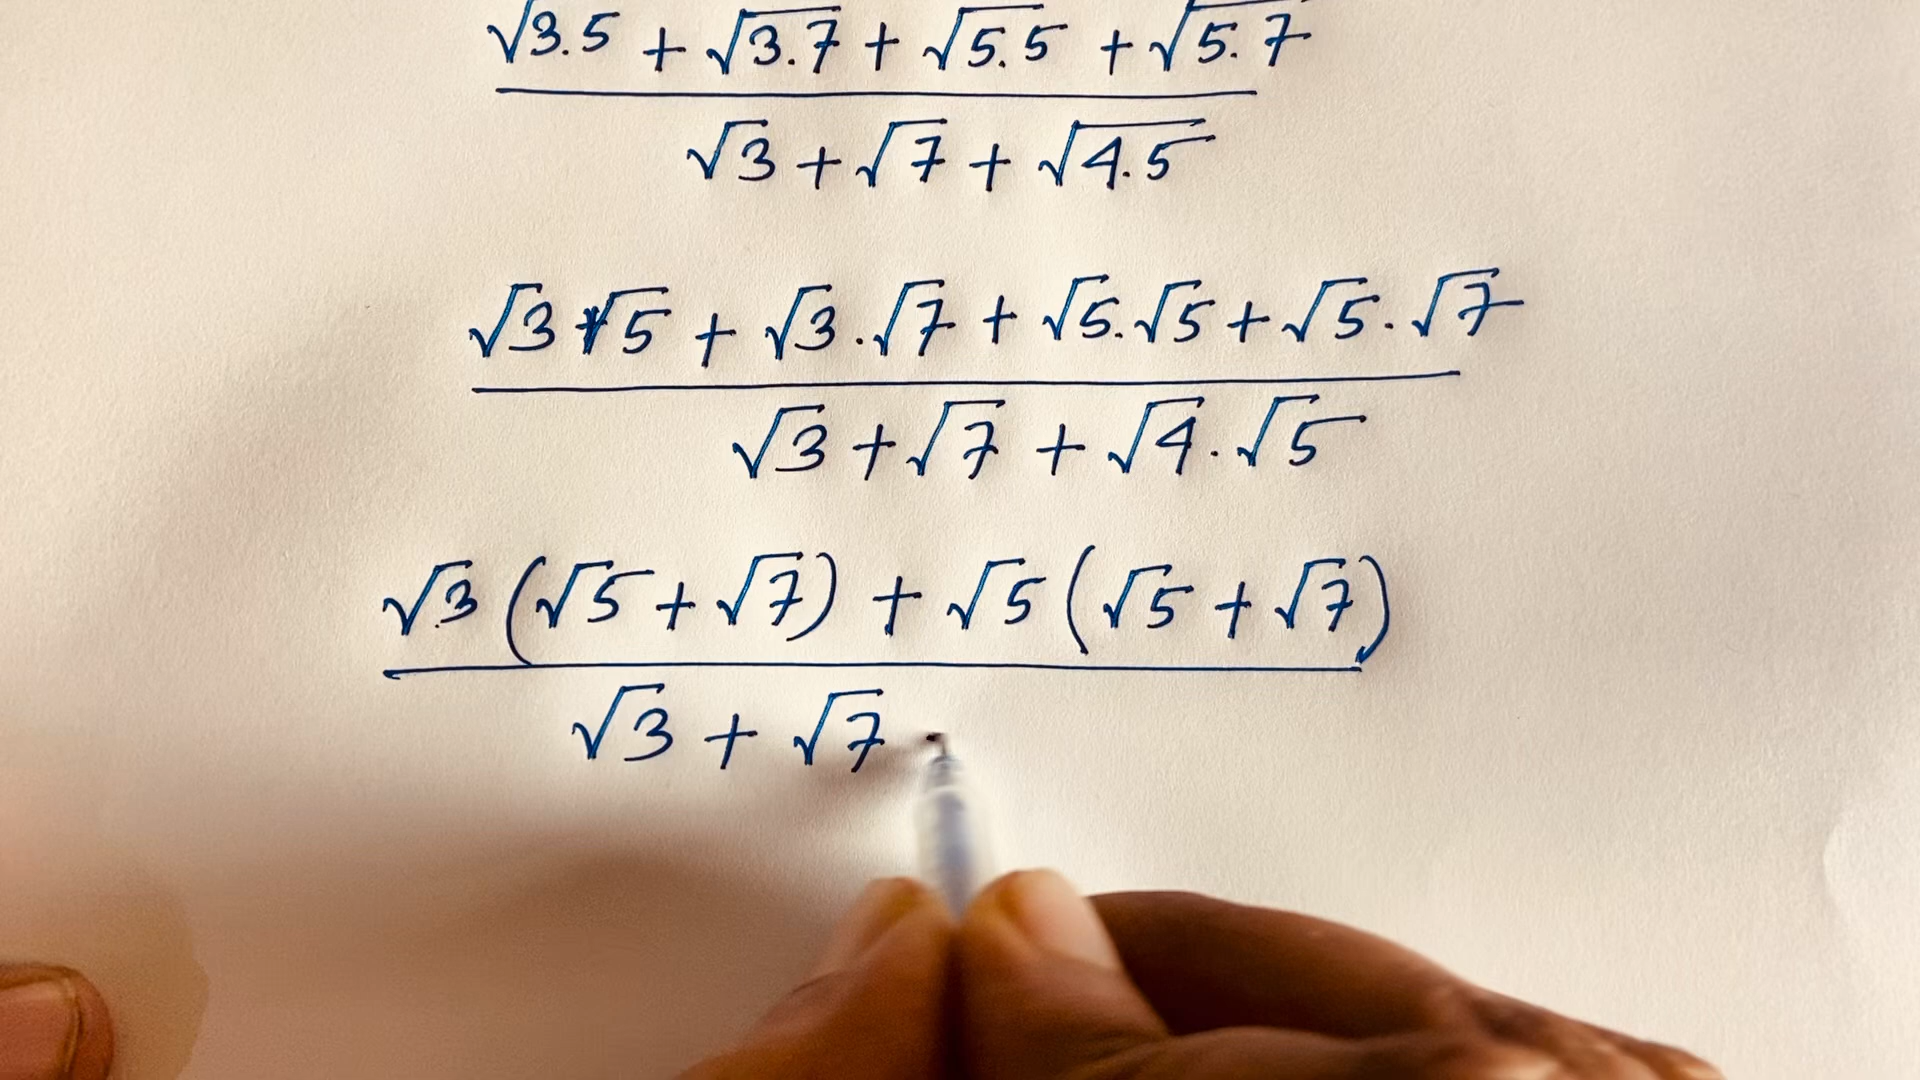 √3.5 + √3.7 + √5.5 + √5.7
√3 + √7 + √4.5
√3 √5 + √3.√7 + √5.√5 + √5.√7
√3 + √7 + √4.√5
√3 (√5 + √7) + √5 (√5 + √7)
√3 + √7